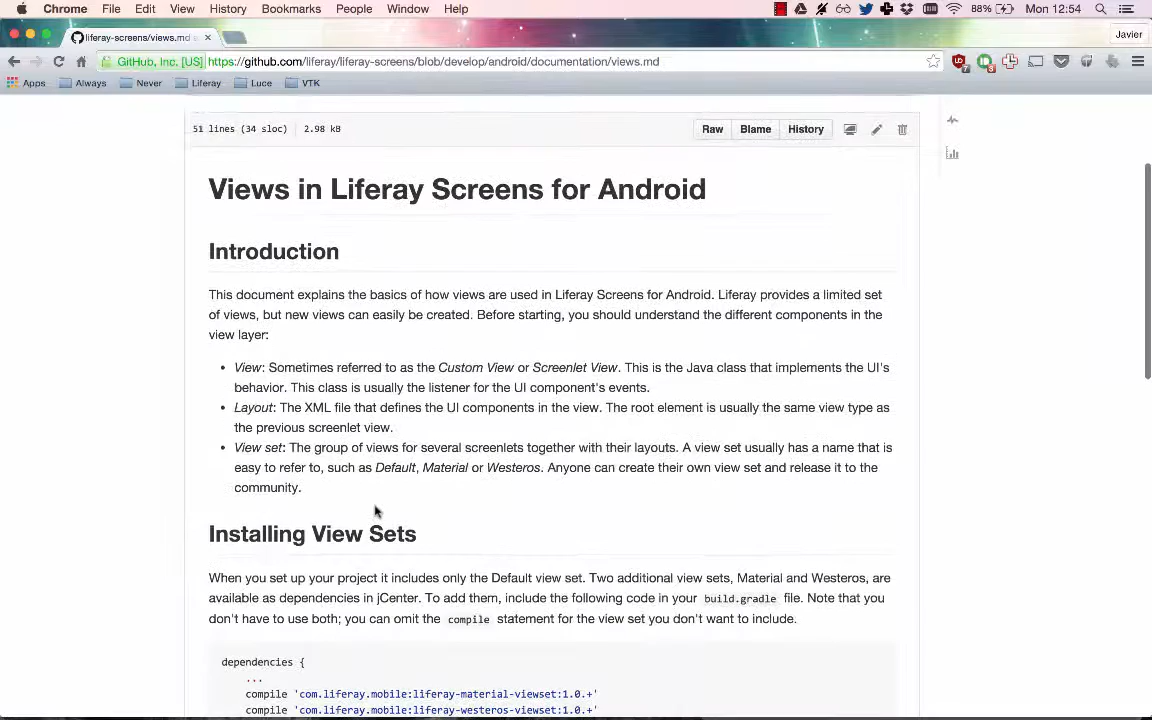 Chrome File Edit View History Bookmarks People Window Help 88% Mon 12:54
liferay-screens/views.md Javier
GitHub, Inc. [US] https://github.com/liferay/liferay-screens/blob/develop/android/documentation/views.md
Apps Always Never Liferay Luce VTK
51 lines (34 sloc) 2.98 kB Raw Blame History
Views in Liferay Screens for Android
Introduction
This document explains the basics of how views are used in Liferay Screens for Android. Liferay provides a limited set
of views, but new views can easily be created. Before starting, you should understand the different components in the
view layer:
• View: Sometimes referred to as the Custom View or Screenlet View. This is the Java class that implements the UI's
behavior. This class is usually the listener for the UI component's events.
• Layout: The XML file that defines the UI components in the view. The root element is usually the same view type as
the previous screenlet view.
• View set: The group of views for several screenlets together with their layouts. A view set usually has a name that is
easy to refer to, such as Default, Material or Westeros. Anyone can create their own view set and release it to the
community.
Installing View Sets
When you set up your project it includes only the Default view set. Two additional view sets, Material and Westeros, are
available as dependencies in jCenter. To add them, include the following code in your build.gradle file. Note that you
don't have to use both; you can omit the compile statement for the view set you don't want to include.
dependencies {
...
compile 'com.liferay.mobile:liferay-material-viewset:1.0.+'
compile 'com.liferay.mobile:liferay-westeros-viewset:1.0.+'